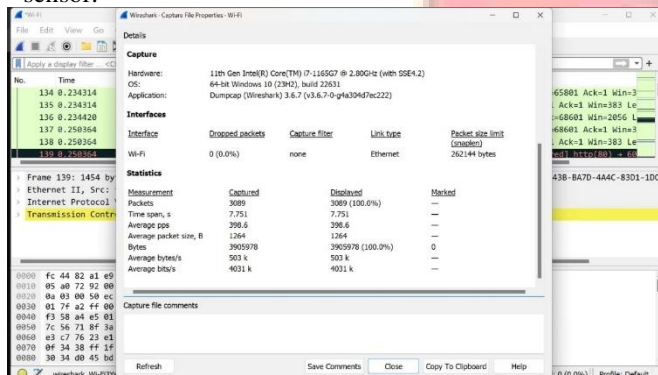 sensor.
*Wi-Fi
File Edit View Go
Apply a display filter ... <C
No. Time
134 0.234314
135 0.234314
136 0.234420
137 0.250364
138 0.250364
139 0.250364
=65801 Ack=1 Win=3
Ack=1 Win=383 Le
=68601 Ack=1 Win=3
Ack=1 Win=383 Le
Frame 139: 1454 by
Ethernet II, Src:
Internet Protocol
Transmission Contr
43B-BA7D-4A4C-83D1-1DC
0000 fc 44 82 a1 e9
0010 05 a0 72 92 00
0020 0a 03 00 50 ec
0030 01 7f a2 ff 00
0040 f3 58 a4 e5 01
0050 7c 56 71 8f 3a
0060 e3 c7 76 23 e1
0070 0f 34 38 ff 1f
0080 30 34 d0 45 bd
Profile: Default
Wireshark · Capture File Properties · Wi-Fi
Details
Capture
Hardware: 11th Gen Intel(R) Core(TM) i7-1165G7 @ 2.80GHz (with SSE4.2)
OS: 64-bit Windows 10 (23H2), build 22631
Application: Dumpcap (Wireshark) 3.6.7 (v3.6.7-0-g4a304d7ec222)
Interfaces
Interface Dropped packets Capture filter Link type Packet size limit (snaplen)
Wi-Fi 0 (0.0%) none Ethernet 262144 bytes
Statistics
Measurement Captured Displayed Marked
Packets 3089 3089 (100.0%) —
Time span, s 7.751 7.751 —
Average pps 398.6 398.6 —
Average packet size, B 1264 1264 —
Bytes 3905978 3905978 (100.0%) 0
Average bytes/s 503 k 503 k —
Average bits/s 4031 k 4031 k —
Capture file comments
Refresh Save Comments Close Copy To Clipboard Help